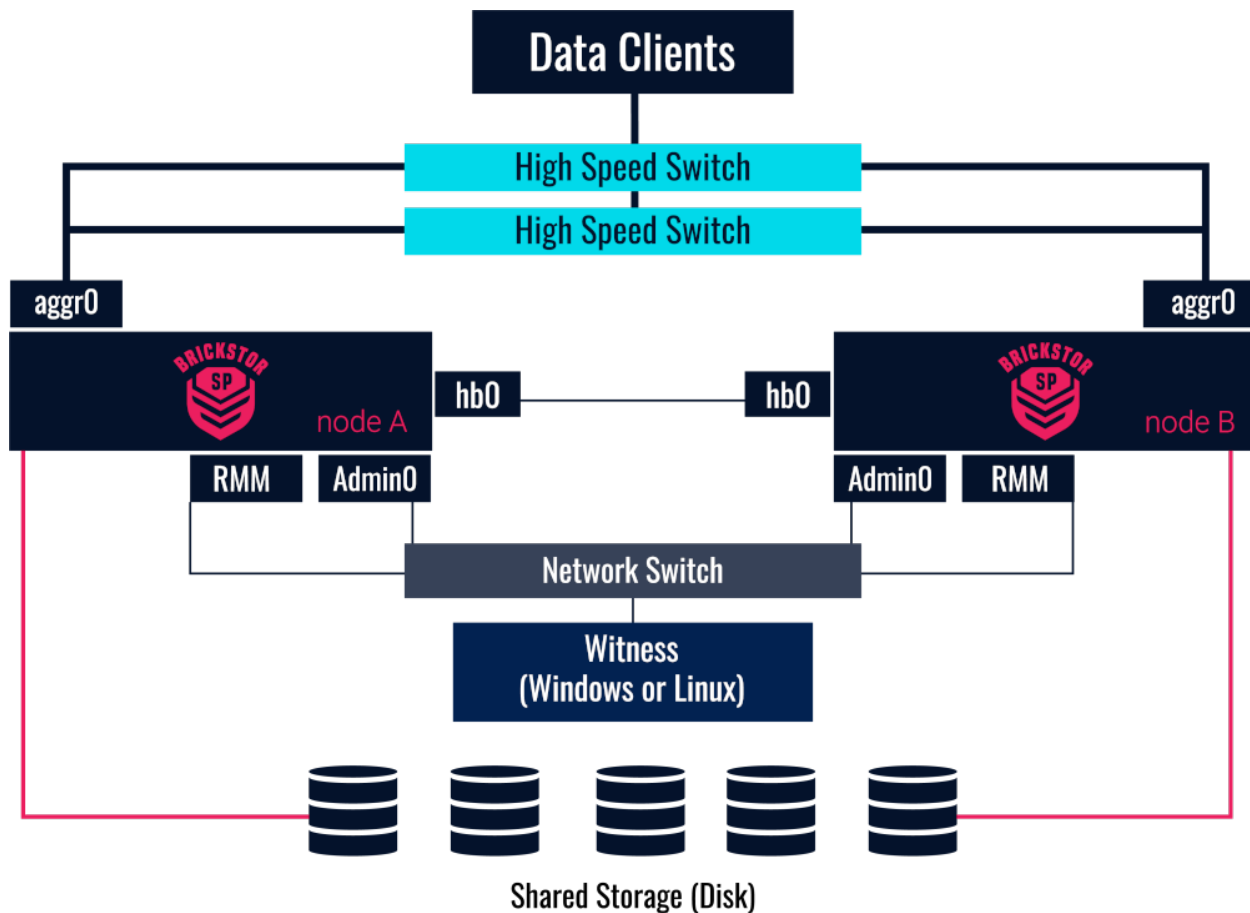 Data Clients
High Speed Switch
High Speed Switch
aggr0
aggr0
BRICKSTOR
SP
node A
hb0
hb0
BRICKSTOR
SP
node B
RMM
Admin0
Admin0
RMM
Network Switch
Witness
(Windows or Linux)
Shared Storage (Disk)